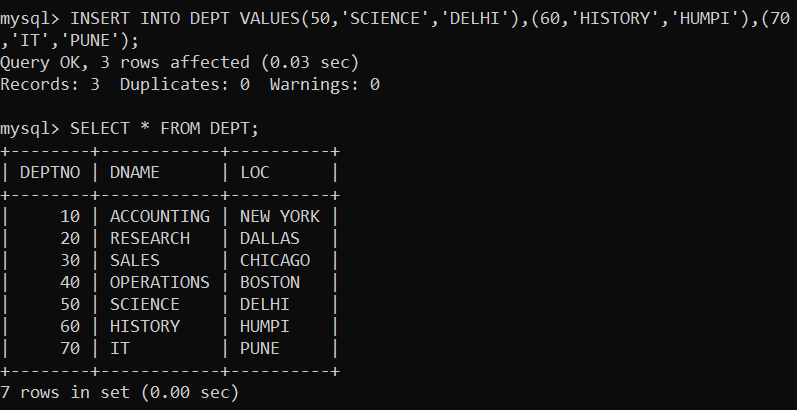 mysql> INSERT INTO DEPT VALUES(50,'SCIENCE','DELHI'),(60,'HISTORY','HUMPI'),(70
,'IT','PUNE');
Query OK, 3 rows affected (0.03 sec)
Records: 3  Duplicates: 0  Warnings: 0

mysql> SELECT * FROM DEPT;
+--------+------------+----------+
| DEPTNO | DNAME      | LOC      |
+--------+------------+----------+
|     10 | ACCOUNTING | NEW YORK |
|     20 | RESEARCH   | DALLAS   |
|     30 | SALES      | CHICAGO  |
|     40 | OPERATIONS | BOSTON   |
|     50 | SCIENCE    | DELHI    |
|     60 | HISTORY    | HUMPI    |
|     70 | IT         | PUNE     |
+--------+------------+----------+
7 rows in set (0.00 sec)